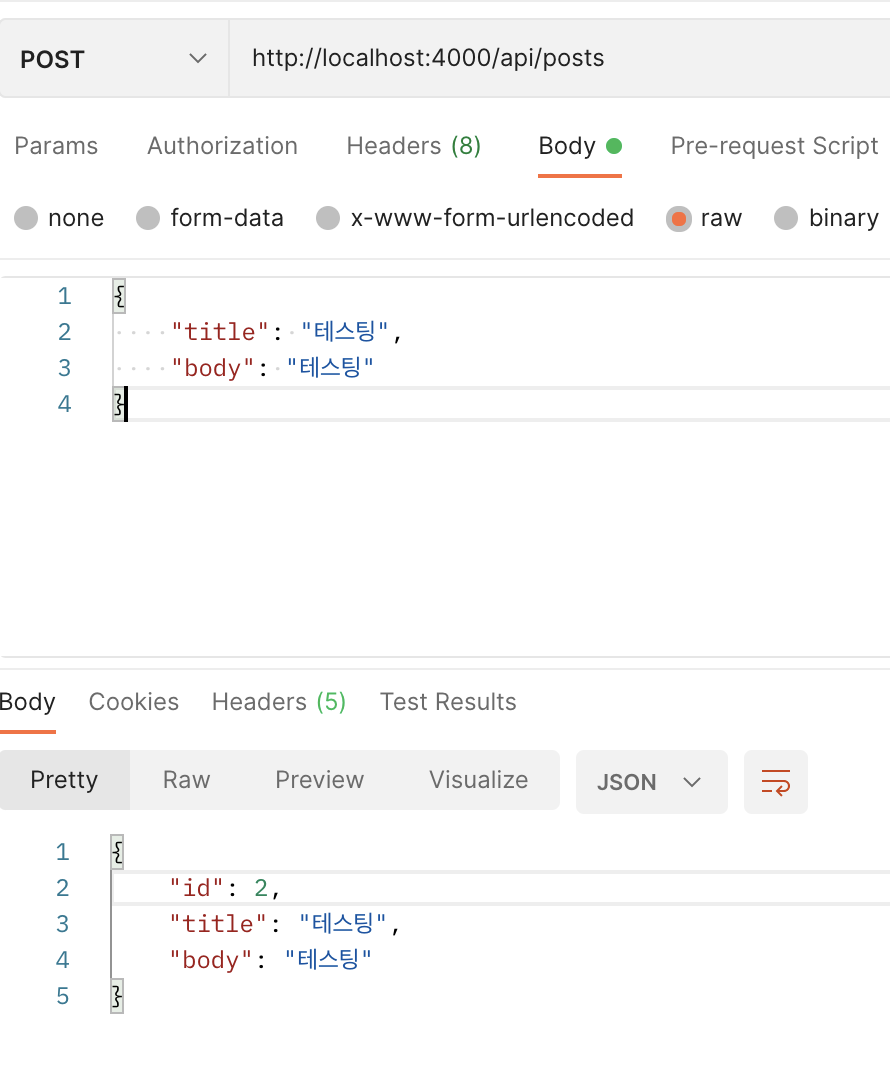 POST http://localhost:4000/api/posts
Params Authorization Headers (8) Body Pre-request Script
none form-data x-www-form-urlencoded raw binary
1 {
2 "title": "테스팅",
3 "body": "테스팅"
4 }
Body Cookies Headers (5) Test Results
Pretty Raw Preview Visualize JSON
1 {
2 "id": 2,
3 "title": "테스팅",
4 "body": "테스팅"
5 }